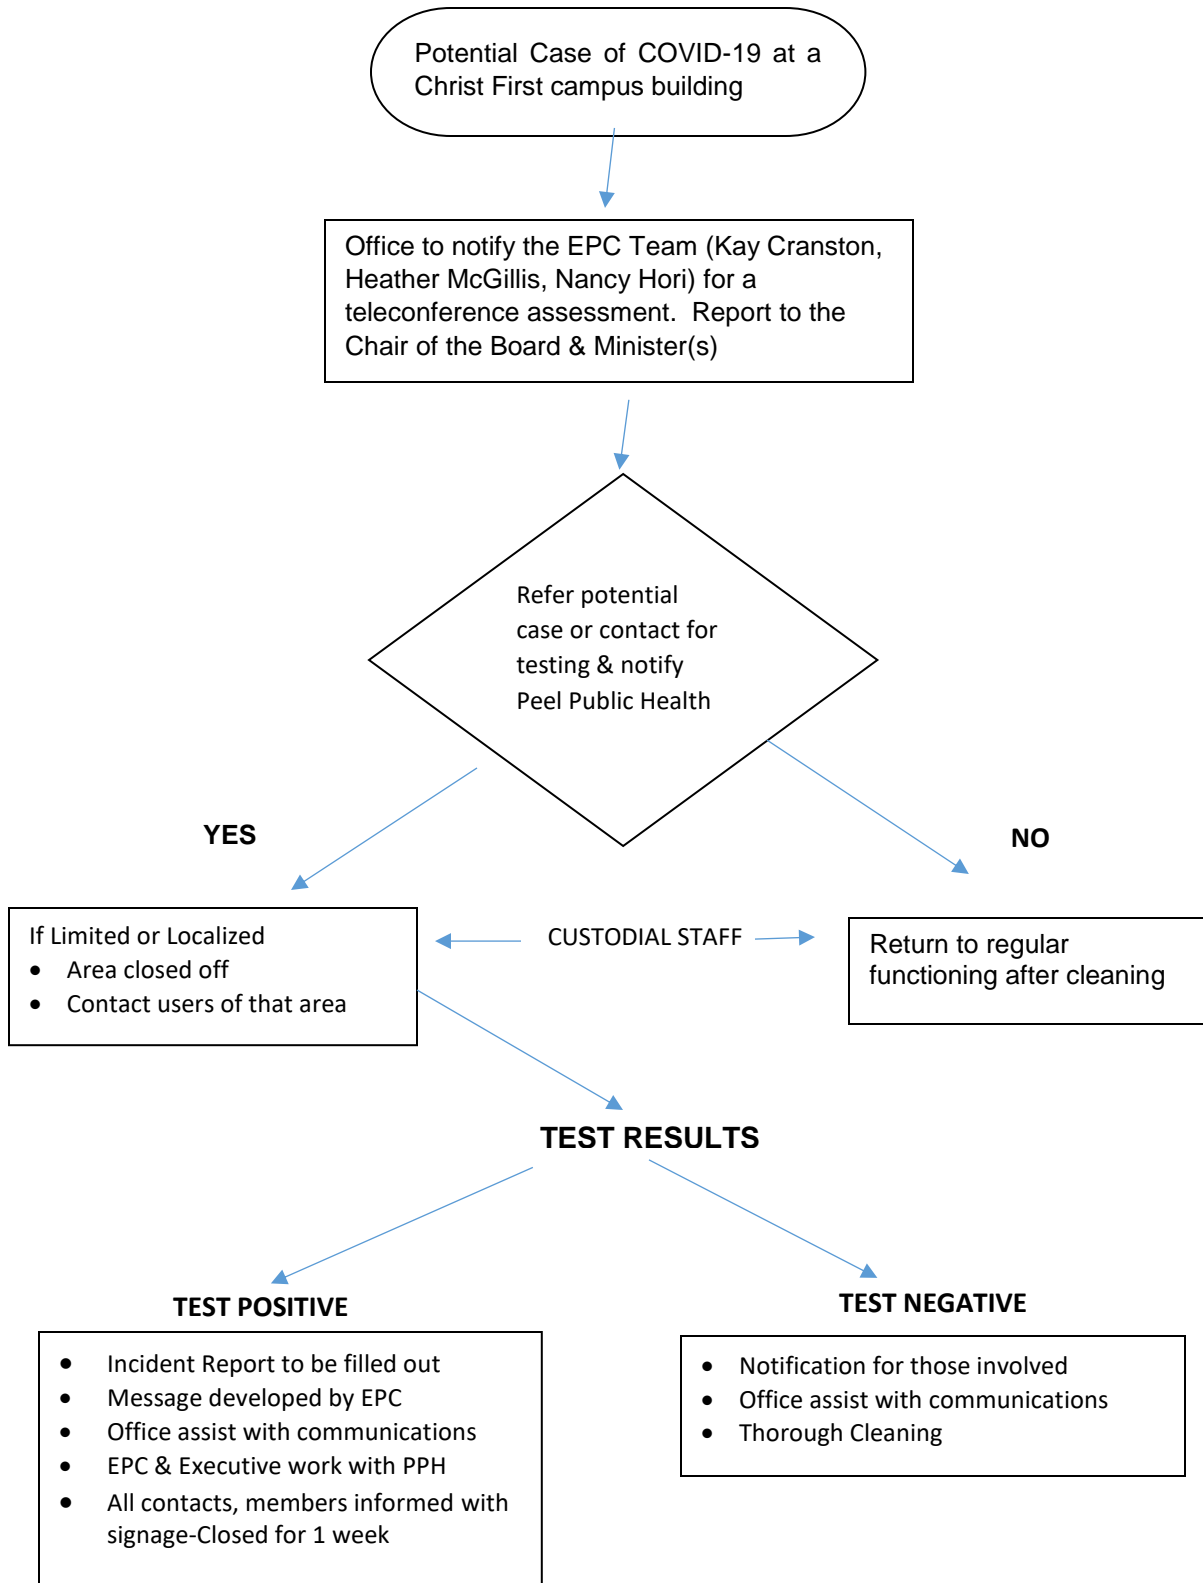 Potential Case of COVID-19 at a
Christ First campus building
Office to notify the EPC Team (Kay Cranston,
Heather McGillis, Nancy Hori) for a
teleconference assessment.  Report to the
Chair of the Board & Minister(s)
Refer potential
case or contact for
testing & notify
Peel Public Health
YES
NO
If Limited or Localized
• Area closed off
• Contact users of that area
CUSTODIAL STAFF
Return to regular
functioning after cleaning
TEST RESULTS
TEST POSITIVE
• Incident Report to be filled out
• Message developed by EPC
• Office assist with communications
• EPC & Executive work with PPH
• All contacts, members informed with
signage-Closed for 1 week
TEST NEGATIVE
• Notification for those involved
• Office assist with communications
• Thorough Cleaning